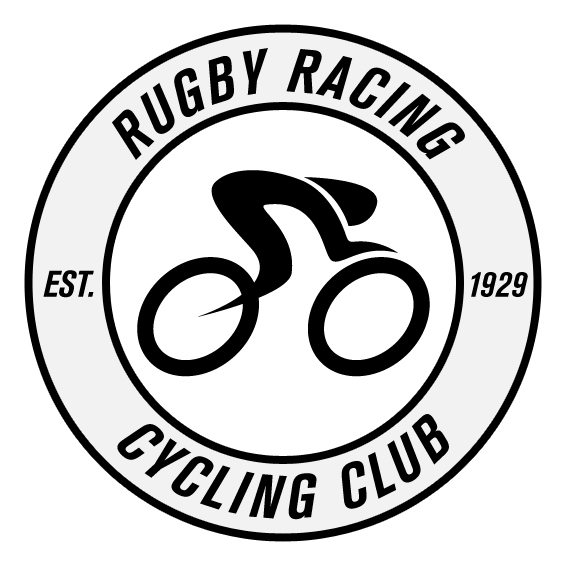 RUGBY RACING
EST.
1929
CYCLING CLUB